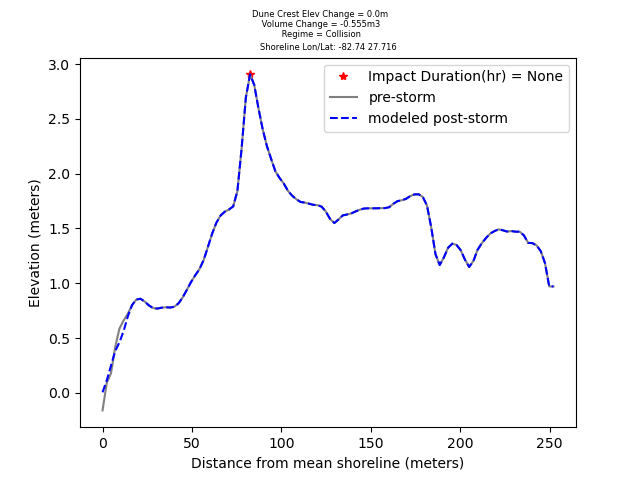 Dune Crest Elev Change = 0.0m
Volume Change = -0.555m3
Regime = Collision
Shoreline Lon/Lat: -82.74 27.716
Impact Duration(hr) = None
pre-storm
modeled post-storm
Elevation (meters)
3.0
2.5
2.0
1.5
1.0
0.5
0.0
0 50 100 150 200 250
Distance from mean shoreline (meters)